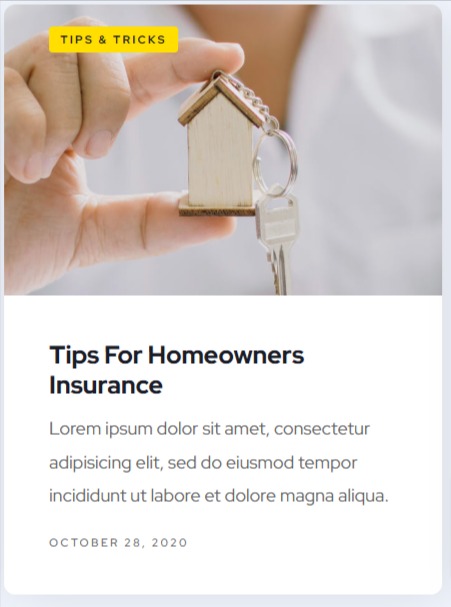 TIPS & TRICKS
Tips For Homeowners
Insurance
Lorem ipsum dolor sit amet, consectetur
adipisicing elit, sed do eiusmod tempor
incididunt ut labore et dolore magna aliqua.
OCTOBER 28, 2020